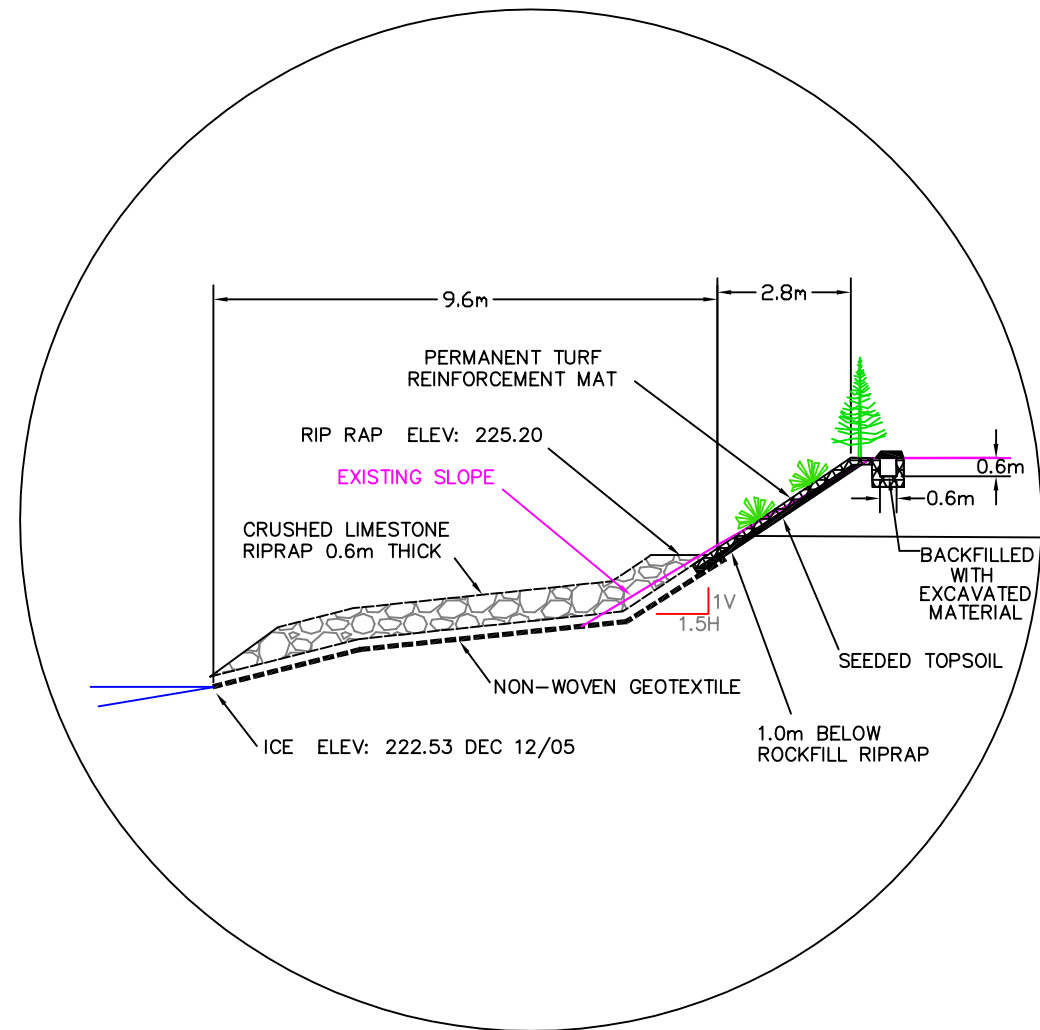 9.6m
2.8m
PERMANENT TURF
REINFORCEMENT MAT
RIP RAP ELEV: 225.20
EXISTING SLOPE
0.6m
0.6m
CRUSHED LIMESTONE
RIPRAP 0.6m THICK
BACKFILLED
WITH
EXCAVATED
MATERIAL
1V
1.5H
SEEDED TOPSOIL
NON-WOVEN GEOTEXTILE
1.0m BELOW
ROCKFILL RIPRAP
ICE ELEV: 222.53 DEC 12/05